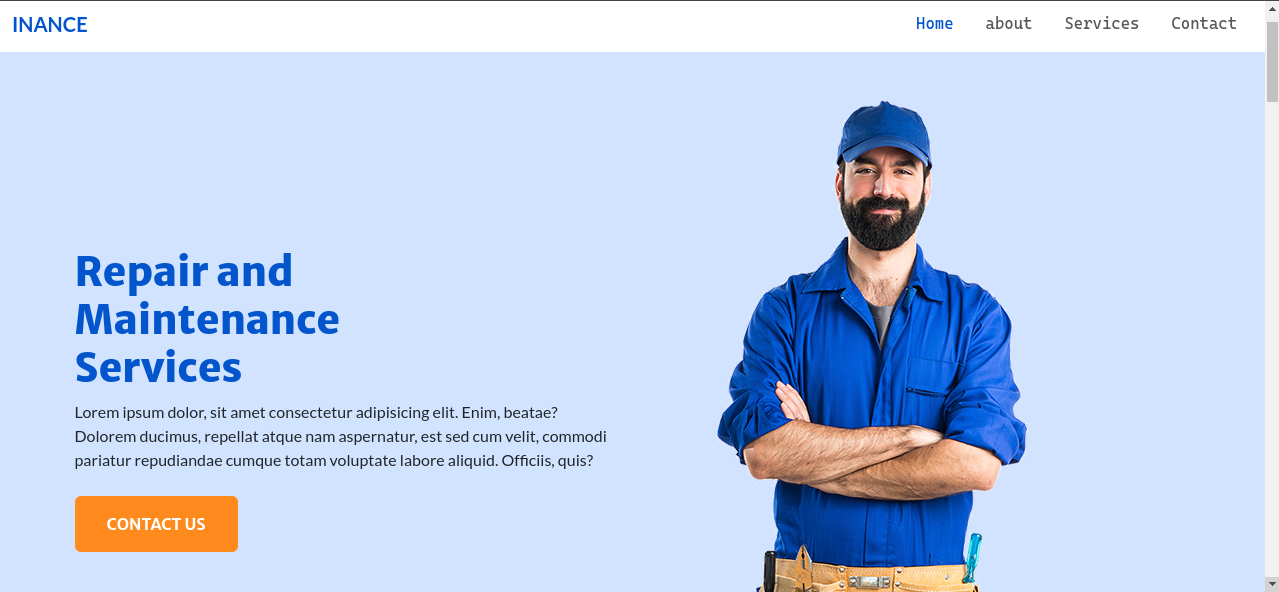 INANCE
Home about Services Contact
Repair and
Maintenance
Services
Lorem ipsum dolor, sit amet consectetur adipisicing elit. Enim, beatae?
Dolorem ducimus, repellat atque nam aspernatur, est sed cum velit, commodi
pariatur repudiandae cumque totam voluptate labore aliquid. Officiis, quis?
CONTACT US